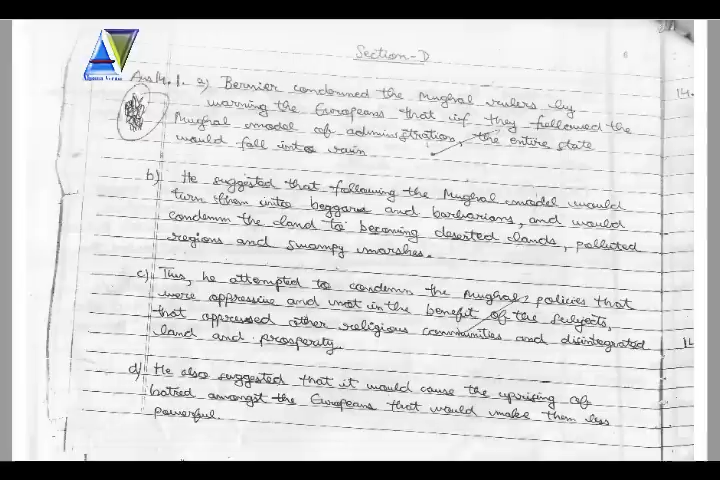 Section-D
Ans 14. 1. a) Bernier condemned the Mughal rulers by
warning the Europeans that if they followed the
Mughal model of administration, the entire state
would fall into ruin
b) He suggested that following the Mughal model would
turn them into beggars and barbarians, and would
condemn the land to becoming deserted lands, polluted
regions and swampy marshes.
c) Thus, he attempted to condemn the Mughal policies that
were oppressive and not in the benefit of the subjects,
that oppressed other religious communities and disintegrated
land and prosperity.
d) He also suggested that it would cause the uprising of
hatred amongst the Europeans that would make them less
powerful.
14.